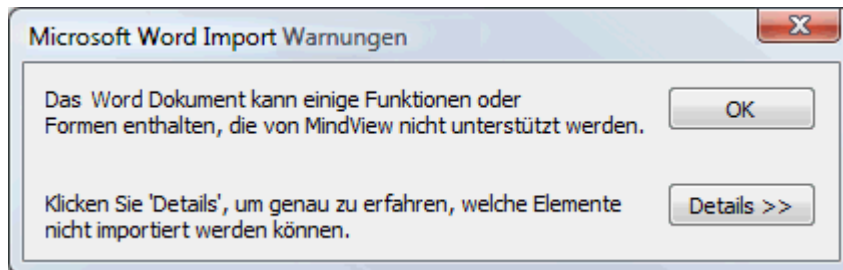 Microsoft Word Import Warnungen
Das Word Dokument kann einige Funktionen oder
Formen enthalten, die von MindView nicht unterstützt werden.
OK
Klicken Sie 'Details', um genau zu erfahren, welche Elemente
nicht importiert werden können.
Details >>